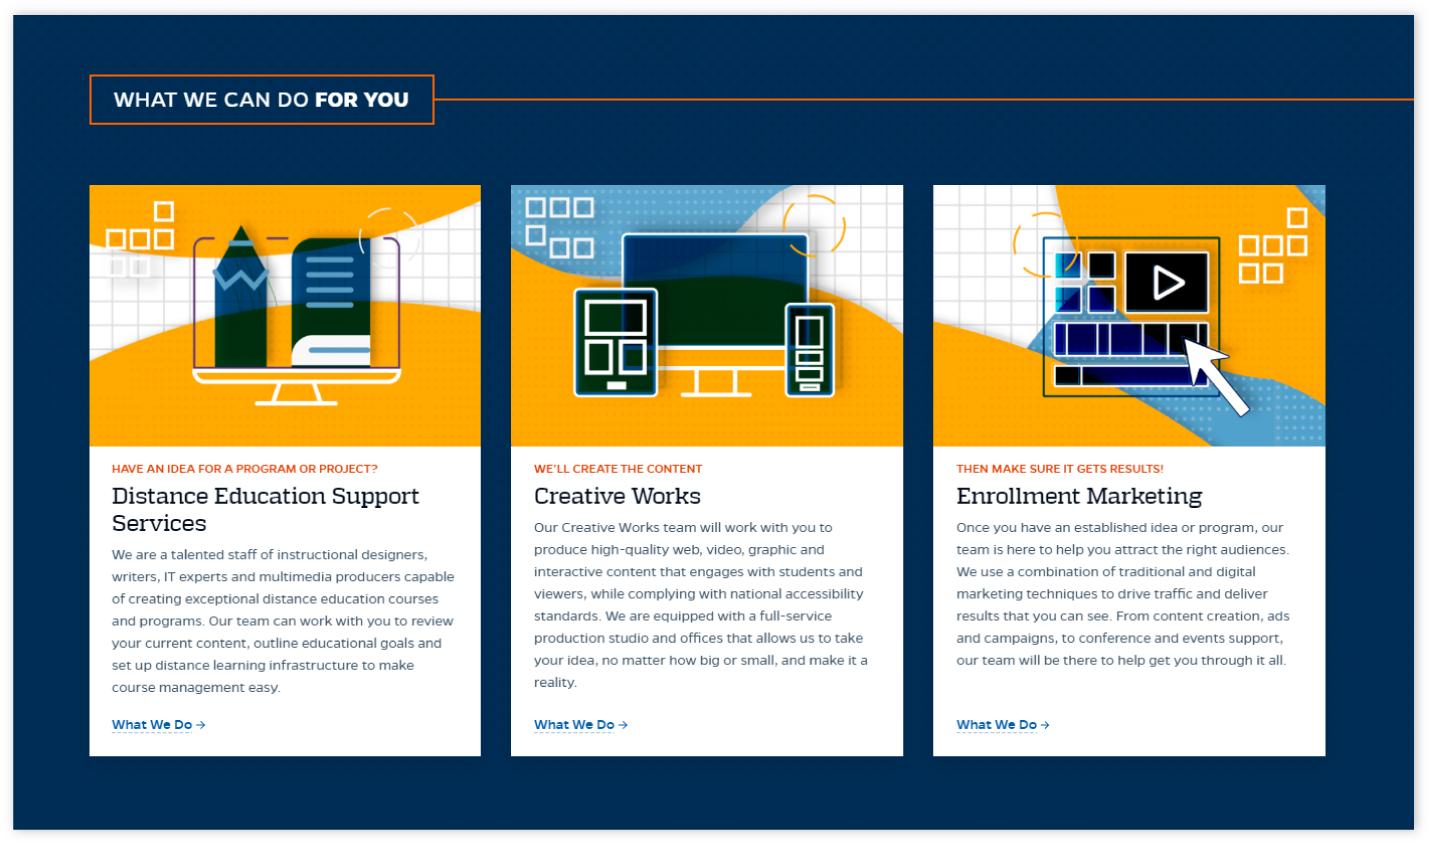 WHAT WE CAN DO FOR YOU
HAVE AN IDEA FOR A PROGRAM OR PROJECT?
Distance Education Support
Services
We are a talented staff of instructional designers,
writers, IT experts and multimedia producers capable
of creating exceptional distance education courses
and programs. Our team can work with you to review
your current content, outline educational goals and
set up distance learning infrastructure to make
course management easy.
What We Do →
WE'LL CREATE THE CONTENT
Creative Works
Our Creative Works team will work with you to
produce high-quality web, video, graphic and
interactive content that engages with students and
viewers, while complying with national accessibility
standards. We are equipped with a full-service
production studio and offices that allows us to take
your idea, no matter how big or small, and make it a
reality.
What We Do →
THEN MAKE SURE IT GETS RESULTS!
Enrollment Marketing
Once you have an established idea or program, our
team is here to help you attract the right audiences.
We use a combination of traditional and digital
marketing techniques to drive traffic and deliver
results that you can see. From content creation, ads
and campaigns, to conference and events support,
our team will be there to help get you through it all.
What We Do →